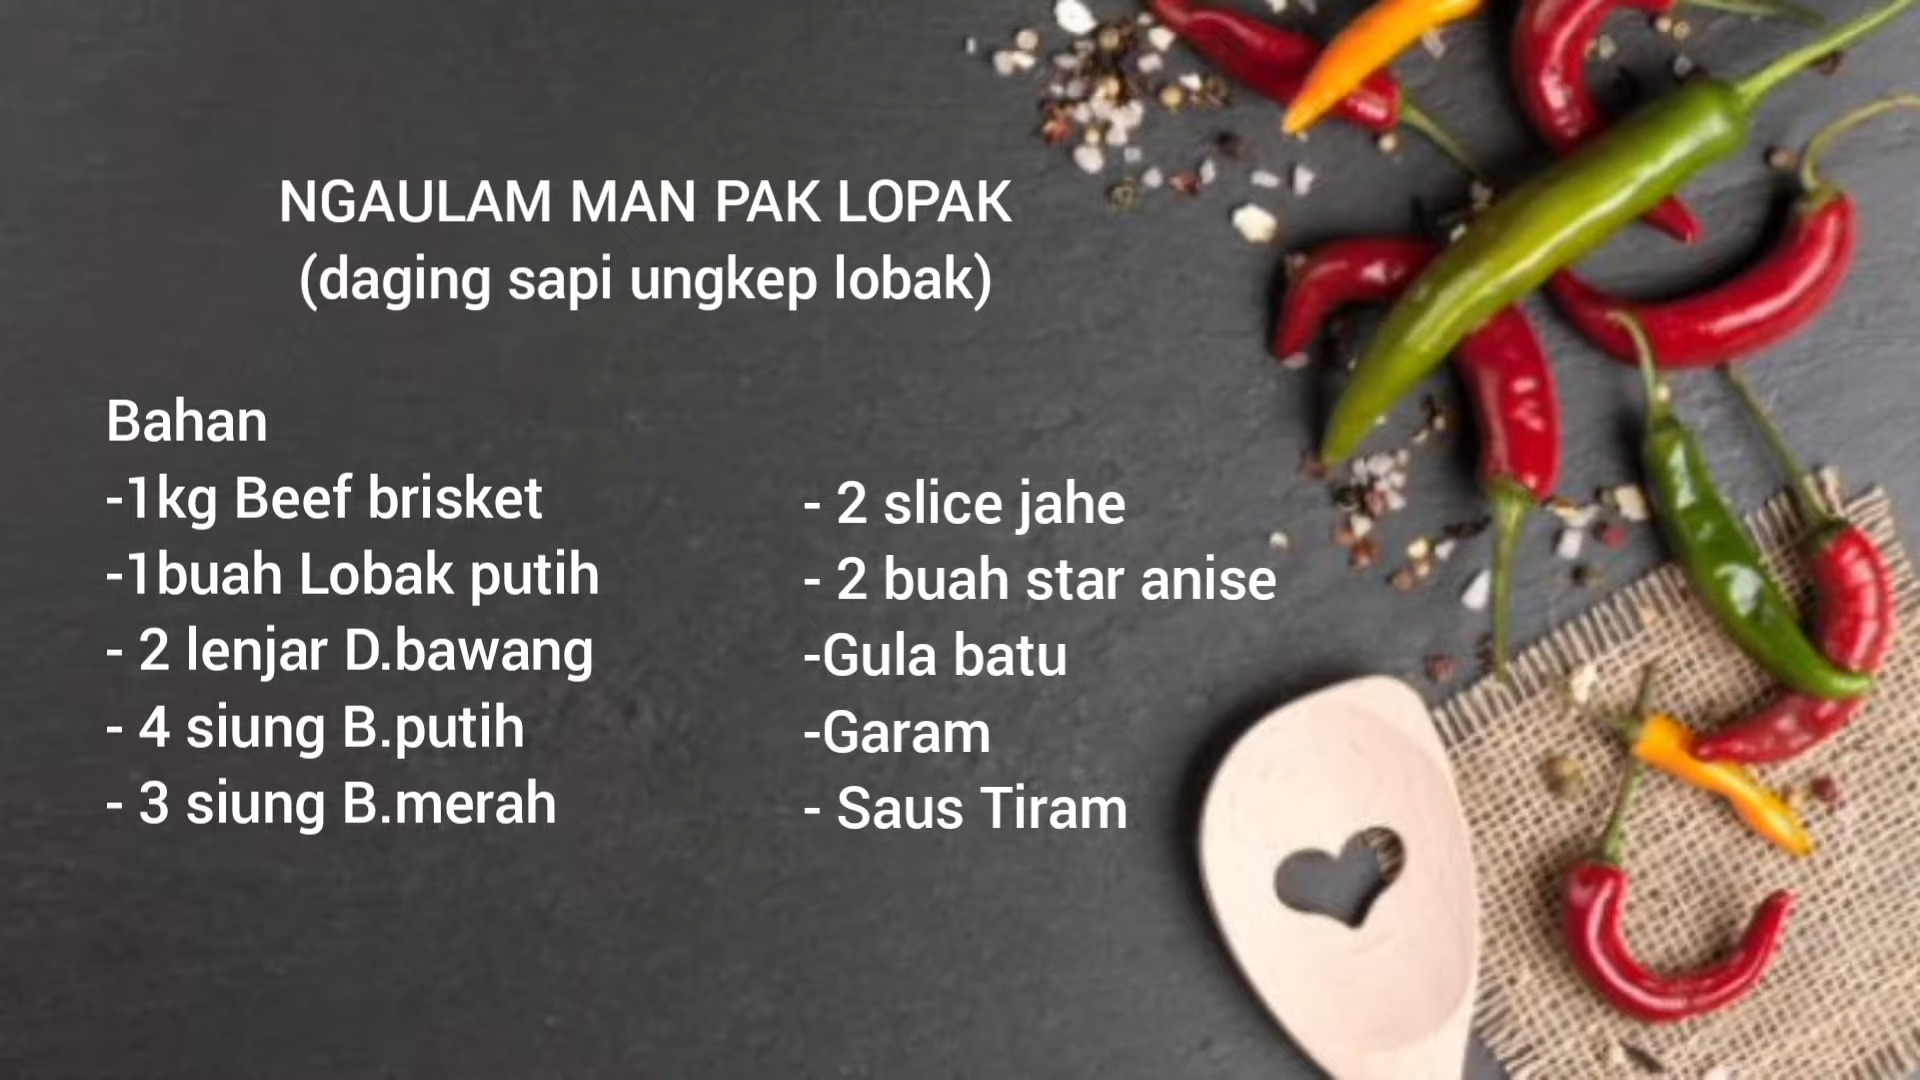 NGAULAM MAN PAK LOPAK
(daging sapi ungkep lobak)
Bahan
-1kg Beef brisket
-1buah Lobak putih
- 2 lenjar D.bawang
- 4 siung B.putih
- 3 siung B.merah
- 2 slice jahe
- 2 buah star anise
-Gula batu
-Garam
- Saus Tiram